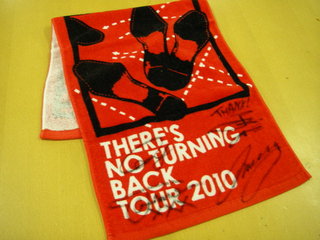 THANX!
THERE'S
NO TURNING
BACK
TOUR 2010